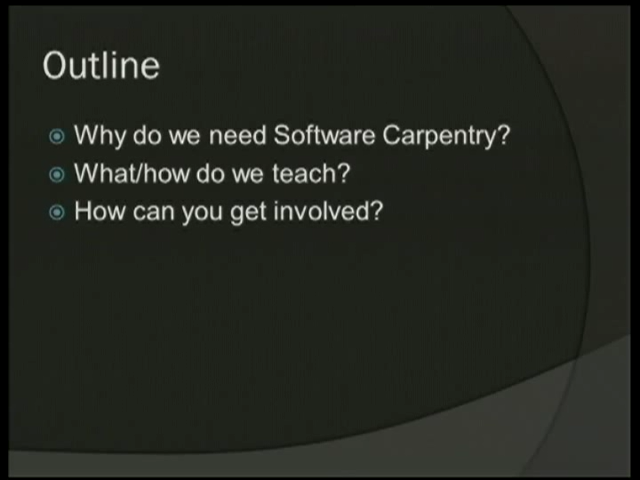 Outline
Why do we need Software Carpentry?
What/how do we teach?
How can you get involved?